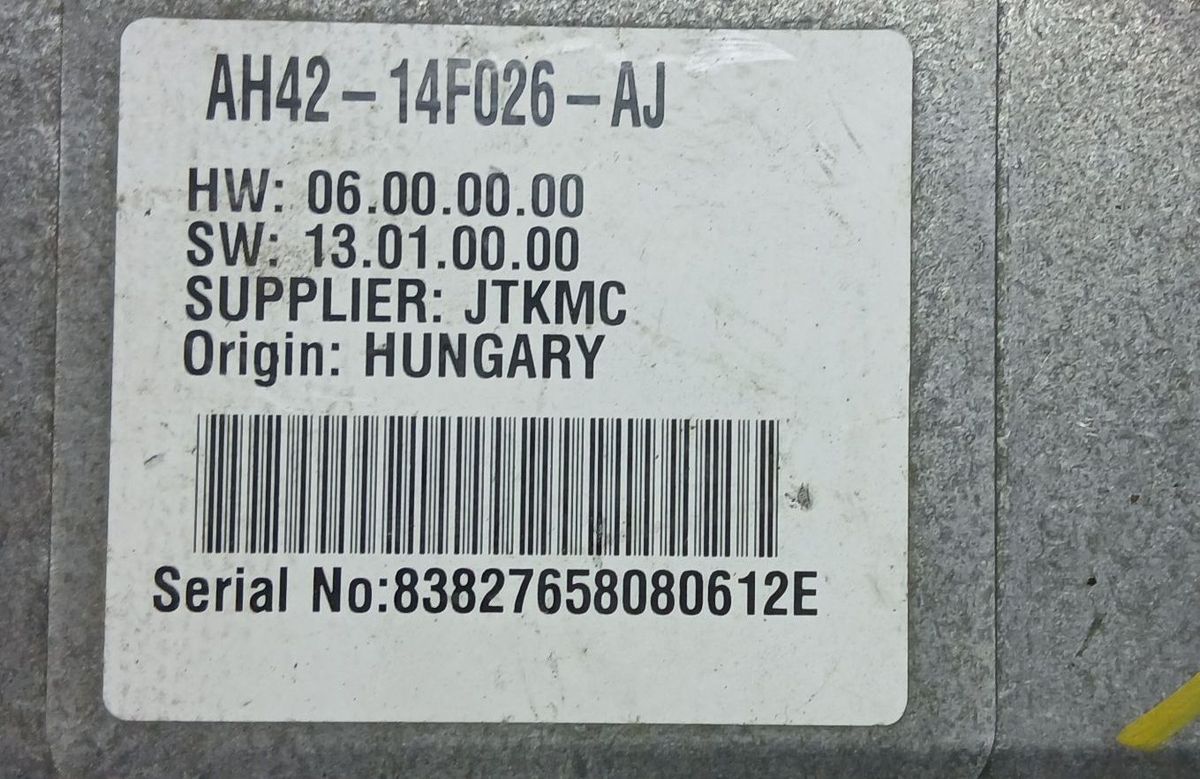 AH42-14F026-AJ
HW: 06.00.00.00
SW: 13.01.00.00
SUPPLIER: JTKMC
Origin: HUNGARY
Serial No:83827658080612E